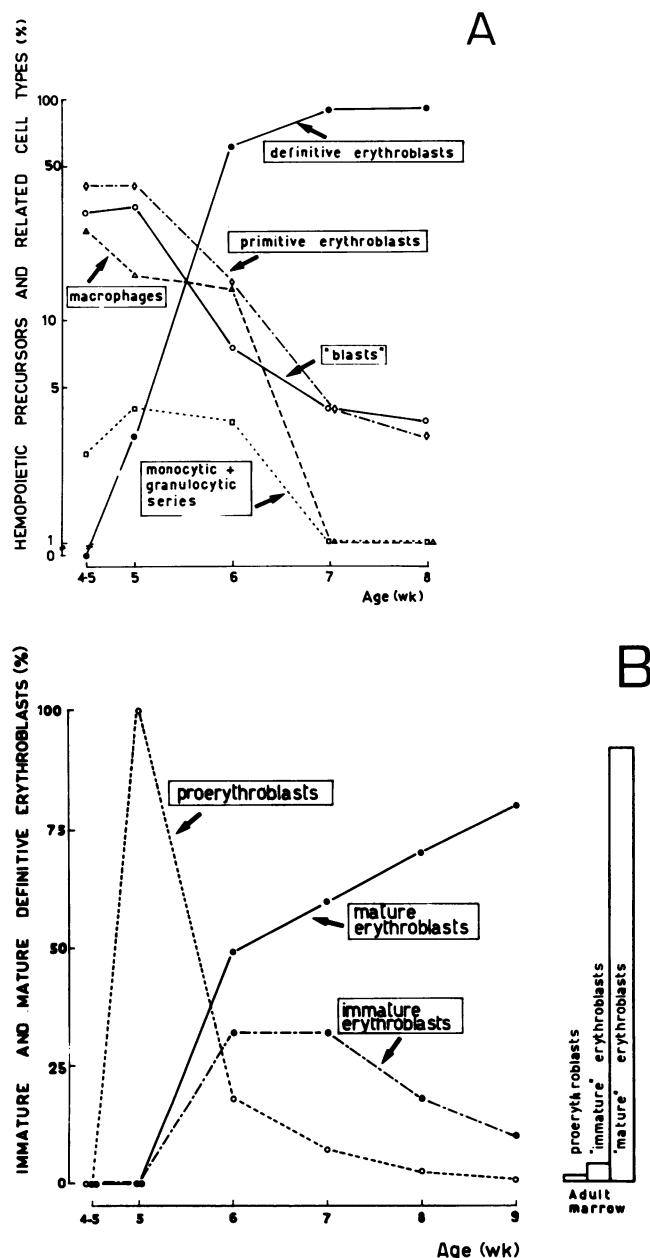 A
HEMOPOIETIC PRECURSORS AND RELATED CELL TYPES (%)
100
50
10
5
1
0
definitive erythroblasts
primitive erythroblasts
macrophages
"blasts"
monocytic +
granulocytic
series
4-5 5 6 7 8
Age (wk)
B
IMMATURE AND MATURE DEFINITIVE ERYTHROBLASTS (%)
100
75
50
25
0
proerythroblasts
mature
erythroblasts
immature
erythroblasts
4-5 5 6 7 8 9
Age (wk)
proerythroblasts
"immature" erythroblasts
"mature" erythroblasts
Adult
marrow